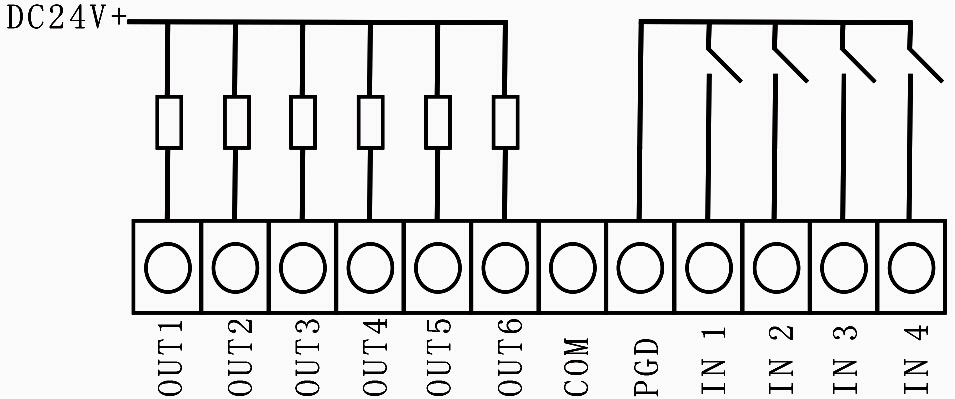 DC24V+
OUT1
OUT2
OUT3
OUT4
OUT5
OUT6
COM
PGD
IN 1
IN 2
IN 3
IN 4